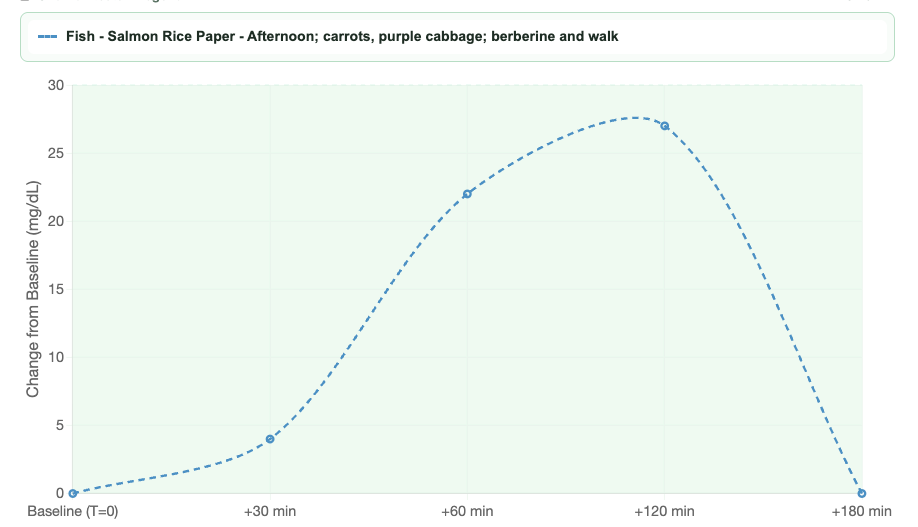 Fish - Salmon Rice Paper - Afternoon; carrots, purple cabbage; berberine and walk
Change from Baseline (mg/dL)
30
25
20
15
10
5
0
Baseline (T=0) +30 min +60 min +120 min +180 min